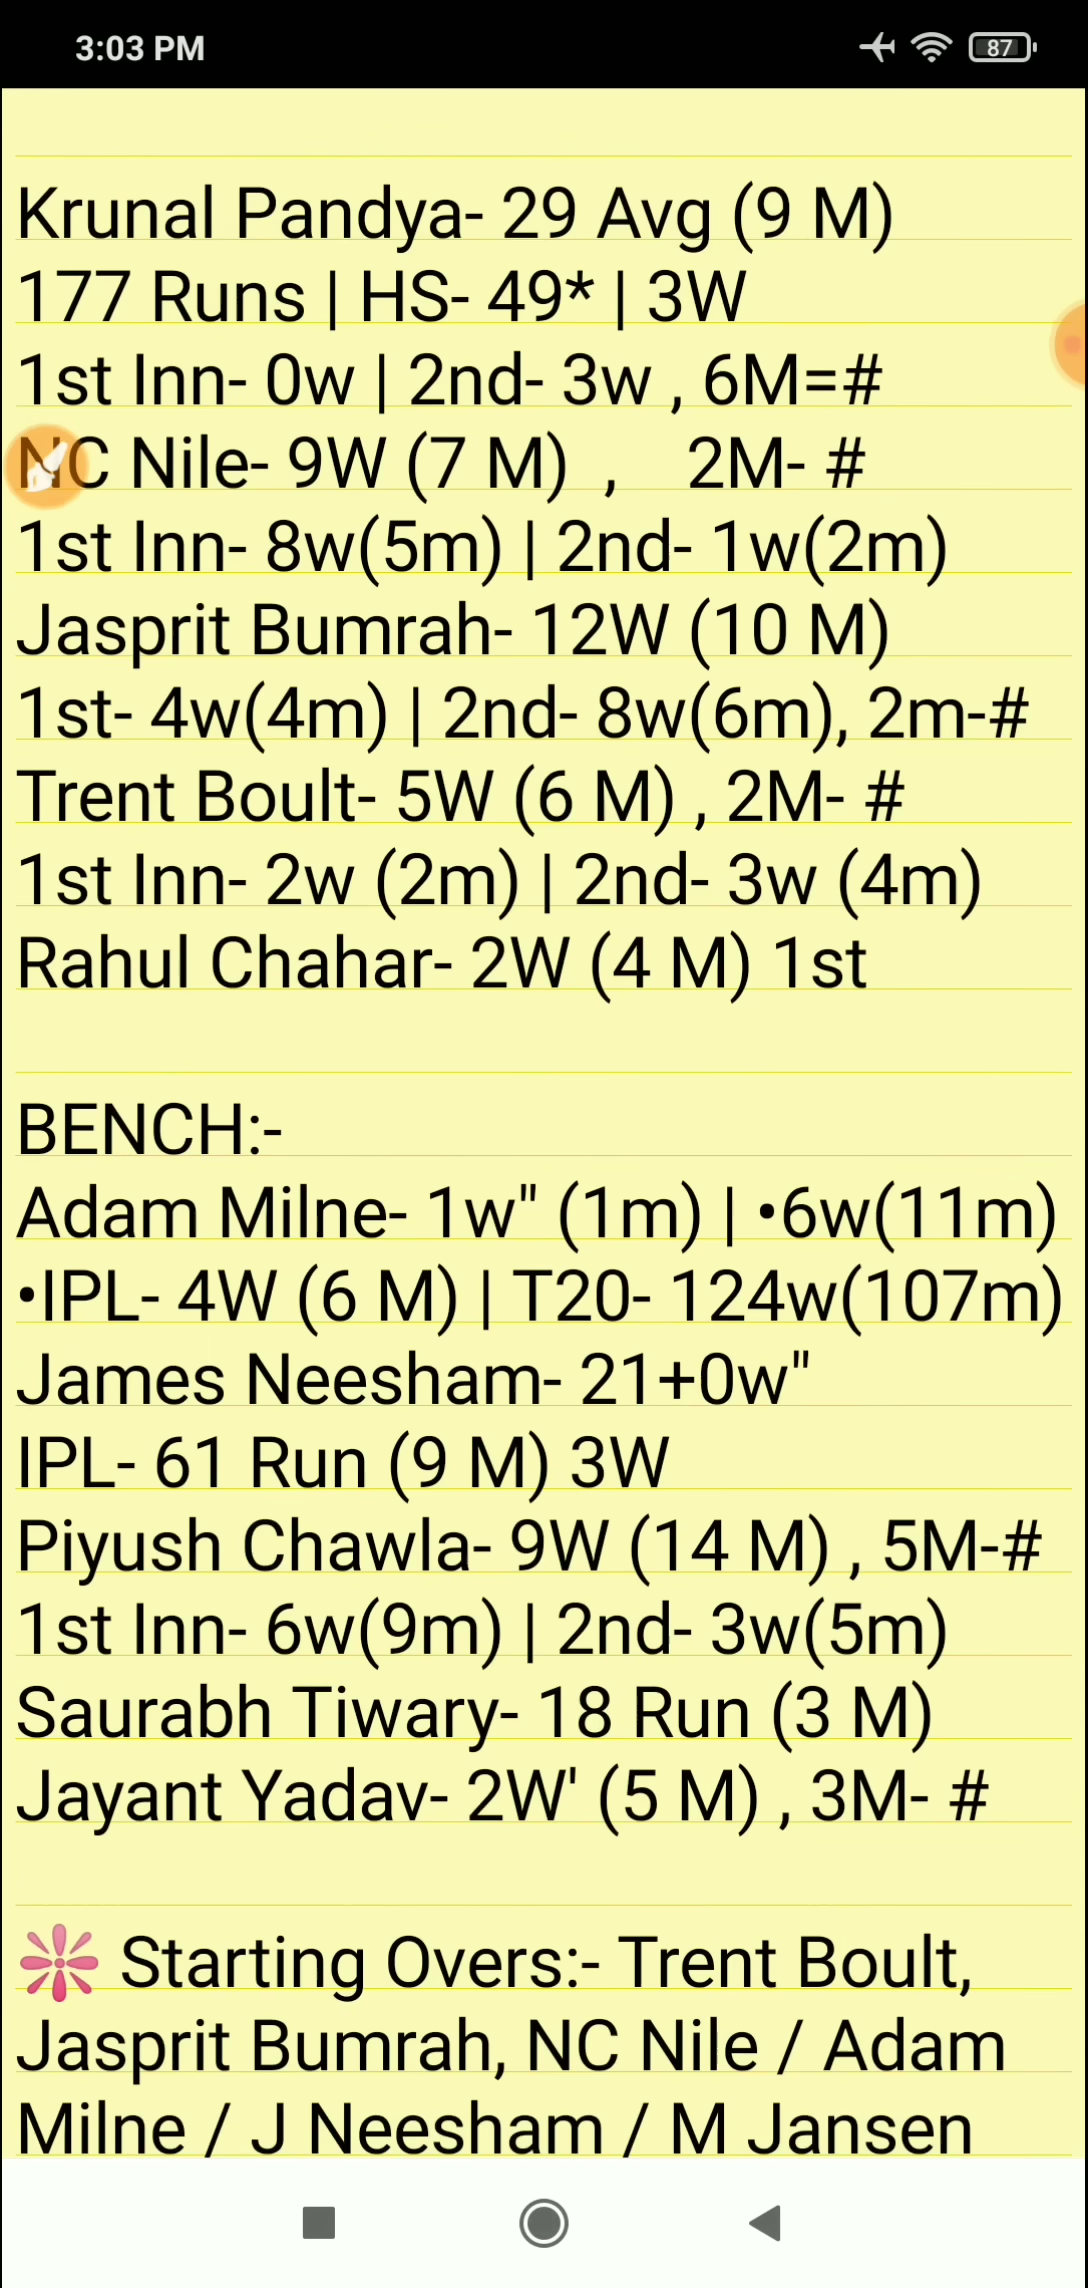 3:03 PM
87
Krunal Pandya- 29 Avg (9 M)
177 Runs | HS- 49* | 3W
1st Inn- 0w | 2nd- 3w , 6M=#
NC Nile- 9W (7 M) , 2M- #
1st Inn- 8w(5m) | 2nd- 1w(2m)
Jasprit Bumrah- 12W (10 M)
1st- 4w(4m) | 2nd- 8w(6m), 2m-#
Trent Boult- 5W (6 M) , 2M- #
1st Inn- 2w (2m) | 2nd- 3w (4m)
Rahul Chahar- 2W (4 M) 1st
BENCH:-
Adam Milne- 1w" (1m) | •6w(11m)
•IPL- 4W (6 M) | T20- 124w(107m)
James Neesham- 21+0w"
IPL- 61 Run (9 M) 3W
Piyush Chawla- 9W (14 M) , 5M-#
1st Inn- 6w(9m) | 2nd- 3w(5m)
Saurabh Tiwary- 18 Run (3 M)
Jayant Yadav- 2W' (5 M) , 3M- #
Starting Overs:- Trent Boult,
Jasprit Bumrah, NC Nile / Adam
Milne / J Neesham / M Jansen